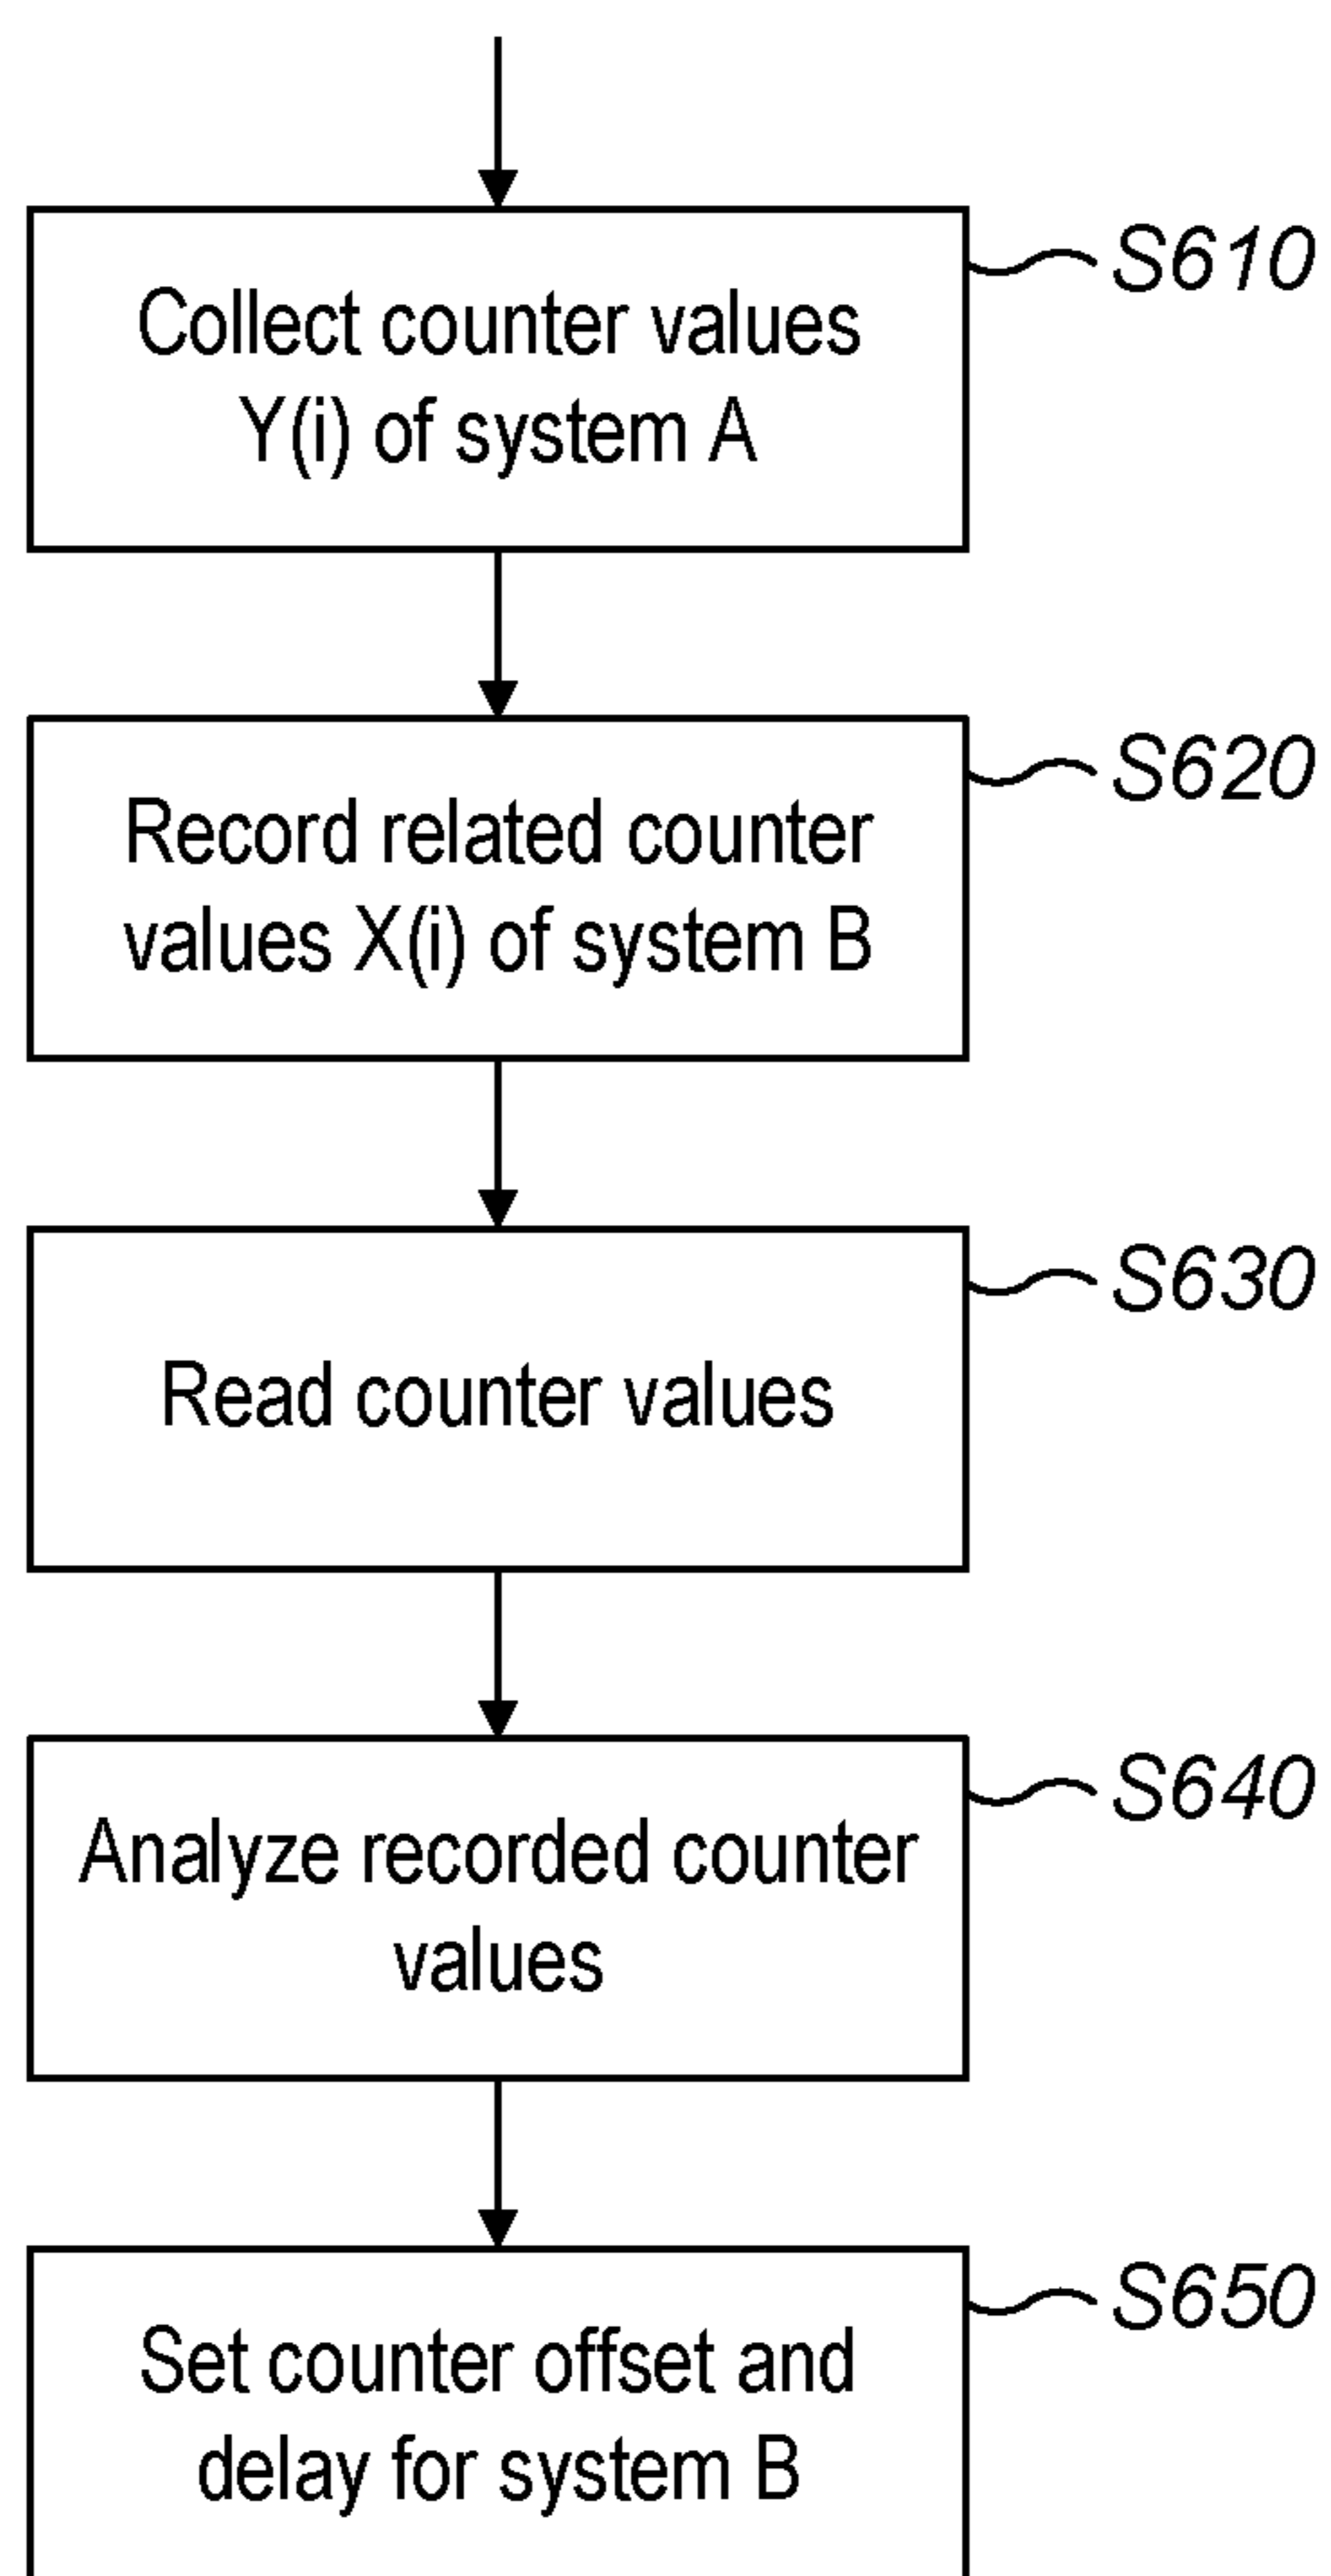 S610
Collect counter values
Y(i) of system A
S620
Record related counter
values X(i) of system B
S630
Read counter values
S640
Analyze recorded counter
values
S650
Set counter offset and
delay for system B